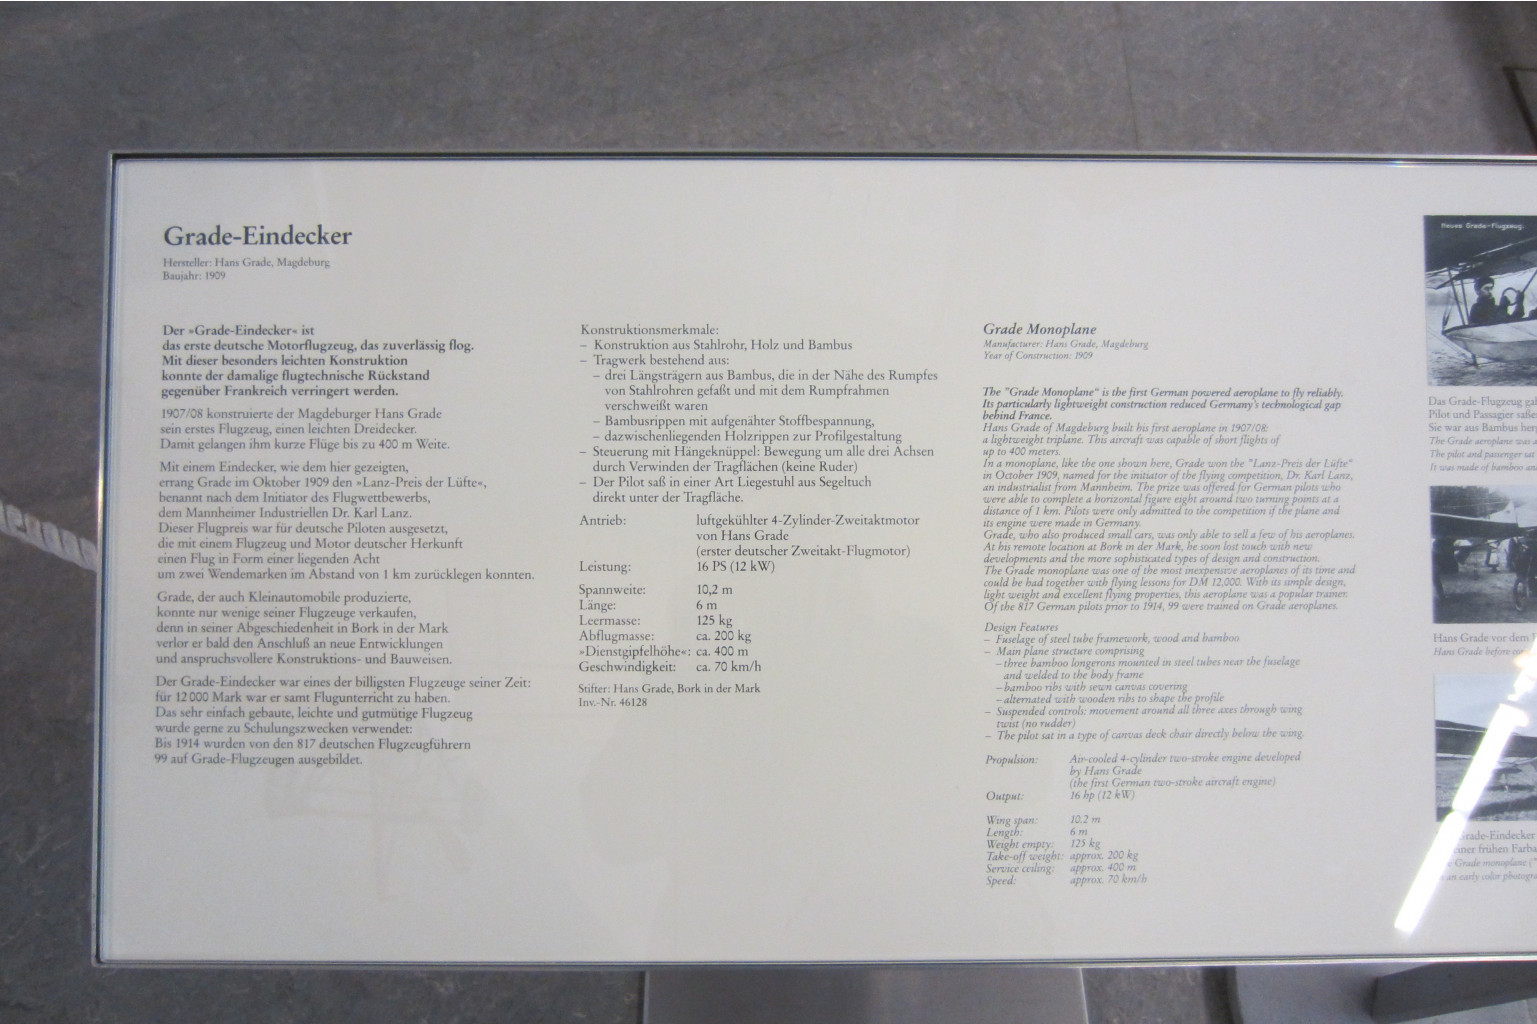 Grade-Eindecker
Hersteller: Hans Grade, Magdeburg
Baujahr: 1909
Der »Grade-Eindecker« ist
das erste deutsche Motorflugzeug, das zuverlässig flog.
Mit dieser besonders leichten Konstruktion
konnte der damalige flugtechnische Rückstand
gegenüber Frankreich verringert werden.
1907/08 konstruierte der Magdeburger Hans Grade
sein erstes Flugzeug, einen leichten Dreidecker.
Damit gelangen ihm kurze Flüge bis zu 400 m Weite.
Mit einem Eindecker, wie dem hier gezeigten,
errang Grade im Oktober 1909 den »Lanz-Preis der Lüfte«,
benannt nach dem Initiator des Flugwettbewerbs,
dem Mannheimer Industriellen Dr. Karl Lanz.
Dieser Flugpreis war für deutsche Piloten ausgesetzt,
die mit einem Flugzeug und Motor deutscher Herkunft
einen Flug in Form einer liegenden Acht
um zwei Wendemarken im Abstand von 1 km zurücklegen konnten.
Grade, der auch Kleinautomobile produzierte,
konnte nur wenige seiner Flugzeuge verkaufen,
denn in seiner Abgeschiedenheit in Bork in der Mark
verlor er bald den Anschluß an neue Entwicklungen
und anspruchsvollere Konstruktions- und Bauweisen.
Der Grade-Eindecker war eines der billigsten Flugzeuge seiner Zeit:
für 12 000 Mark war er samt Flugunterricht zu haben.
Das sehr einfach gebaute, leichte und gutmütige Flugzeug
wurde gerne zu Schulungszwecken verwendet:
Bis 1914 wurden von den 817 deutschen Flugzeugführern
99 auf Grade-Flugzeugen ausgebildet.
Konstruktionsmerkmale:
– Konstruktion aus Stahlrohr, Holz und Bambus
– Tragwerk bestehend aus:
– drei Längsträgern aus Bambus, die in der Nähe des Rumpfes
von Stahlrohren gefaßt und mit dem Rumpfrahmen
verschweißt waren
– Bambusrippen mit aufgenähter Stoffbespannung,
– dazwischenliegenden Holzrippen zur Profilgestaltung
– Steuerung mit Hängeknüppel: Bewegung um alle drei Achsen
durch Verwinden der Tragflächen (keine Ruder)
– Der Pilot saß in einer Art Liegestuhl aus Segeltuch
direkt unter der Tragfläche.
Antrieb: luftgekühlter 4-Zylinder-Zweitaktmotor
von Hans Grade
(erster deutscher Zweitakt-Flugmotor)
Leistung: 16 PS (12 kW)
Spannweite: 10,2 m
Länge: 6 m
Leermasse: 125 kg
Abflugmasse: ca. 200 kg
»Dienstgipfelhöhe«: ca. 400 m
Geschwindigkeit: ca. 70 km/h
Stifter: Hans Grade, Bork in der Mark
Inv.-Nr. 46128
Grade Monoplane
Manufacturer: Hans Grade, Magdeburg
Year of Construction: 1909
The "Grade Monoplane" is the first German powered aeroplane to fly reliably.
Its particularly lightweight construction reduced Germany's technological gap
behind France.
Hans Grade of Magdeburg built his first aeroplane in 1907/08:
a lightweight triplane. This aircraft was capable of short flights of
up to 400 meters.
In a monoplane, like the one shown here, Grade won the "Lanz-Preis der Lüfte"
in October 1909, named for the initiator of the flying competition, Dr. Karl Lanz,
an industrialist from Mannheim. The prize was offered for German pilots who
were able to complete a horizontal figure eight around two turning points at a
distance of 1 km. Pilots were only admitted to the competition if the plane and
its engine were made in Germany.
Grade, who also produced small cars, was only able to sell a few of his aeroplanes.
At his remote location at Bork in der Mark, he soon lost touch with new
developments and the more sophisticated types of design and construction.
The Grade monoplane was one of the most inexpensive aeroplanes of its time and
could be had together with flying lessons for DM 12,000. With its simple design,
light weight and excellent flying properties, this aeroplane was a popular trainer.
Of the 817 German pilots prior to 1914, 99 were trained on Grade aeroplanes.
Design Features
– Fuselage of steel tube framework, wood and bamboo
– Main plane structure comprising
– three bamboo longerons mounted in steel tubes near the fuselage
and welded to the body frame
– bamboo ribs with sewn canvas covering
– alternated with wooden ribs to shape the profile
– Suspended controls: movement around all three axes through wing
twist (no rudder)
– The pilot sat in a type of canvas deck chair directly below the wing.
Propulsion: Air-cooled 4-cylinder two-stroke engine developed
by Hans Grade
(the first German two-stroke aircraft engine)
Output: 16 hp (12 kW)
Wing span: 10.2 m
Length: 6 m
Weight empty: 125 kg
Take-off weight: approx. 200 kg
Service ceiling: approx. 400 m
Speed: approx. 70 km/h
Neues Grade-Flugzeug
Das Grade-Flugzeug
Pilot und Passagier
Sie war aus Bambus
The Grade aeroplane was
The pilot and passenger sat
It was made of bamboo
Hans Grade vor dem
Hans Grade before
Grade-Eindecker
einer frühen
Grade monoplane
an early color